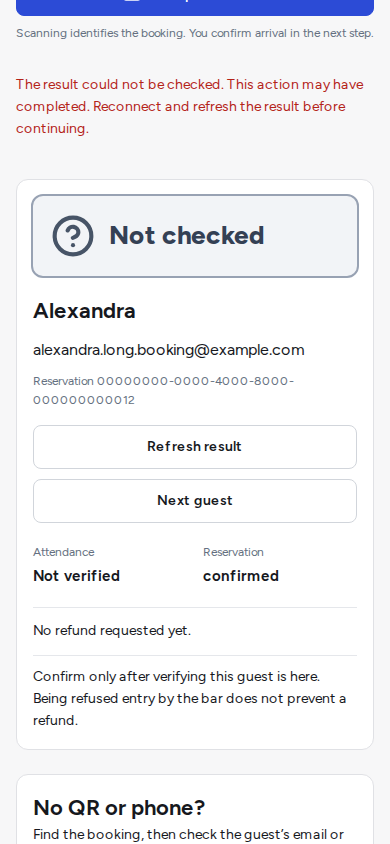 Scanning identifies the booking. You confirm arrival in the next step.
The result could not be checked. This action may have
completed. Reconnect and refresh the result before
continuing.
Not checked
Alexandra
alexandra.long.booking@example.com
Reservation 00000000-0000-4000-8000-
000000000012
Refresh result
Next guest
Attendance
Reservation
Not verified
confirmed
No refund requested yet.
Confirm only after verifying this guest is here.
Being refused entry by the bar does not prevent a
refund.
No QR or phone?
Find the booking, then check the guest's email or